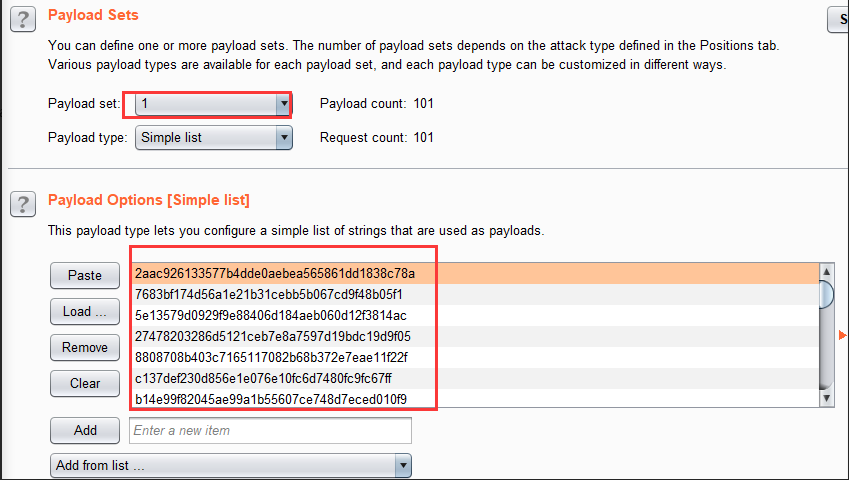 Payload Sets
You can define one or more payload sets. The number of payload sets depends on the attack type defined in the Positions tab.
Various payload types are available for each payload set, and each payload type can be customized in different ways.
Payload set: 1 Payload count: 101
Payload type: Simple list Request count: 101
Payload Options [Simple list]
This payload type lets you configure a simple list of strings that are used as payloads.
Paste
Load ...
Remove
Clear
2aac926133577b4dde0aebea565861dd1838c78a
7683bf174d56a1e21b31cebb5b067cd9f48b05f1
5e13579d0929f9e88406d184aeb060d12f3814ac
27478203286d5121ceb7e8a7597d19bdc19d9f05
8808708b403c7165117082b68b372e7eae11f22f
c137def230d856e1e076e10fc6d7480fc9fc67ff
b14e99f82045ae99a1b55607ce748d7eced010f9
Add Enter a new item
Add from list ...